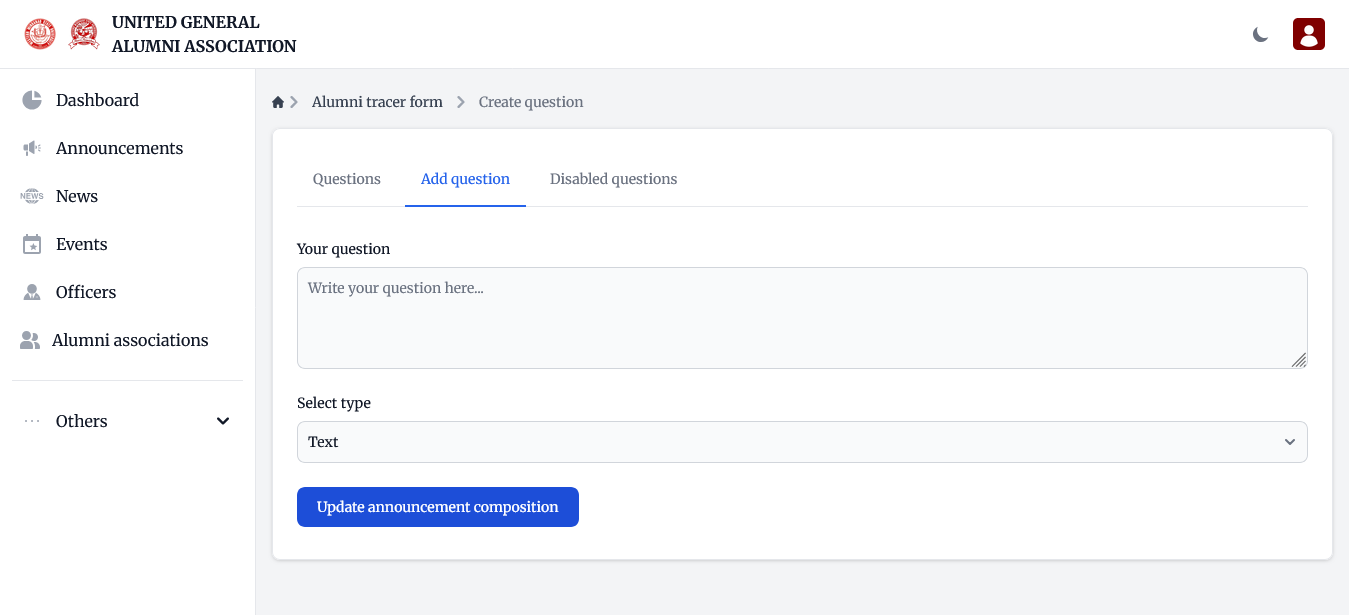 UNITED GENERAL
ALUMNI ASSOCIATION
Dashboard
Announcements
NEWS
News
Events
Officers
Alumni associations
Others
Alumni tracer form
Create question
Questions
Add question
Disabled questions
Your question
Write your question here...
Select type
Text
Update announcement composition